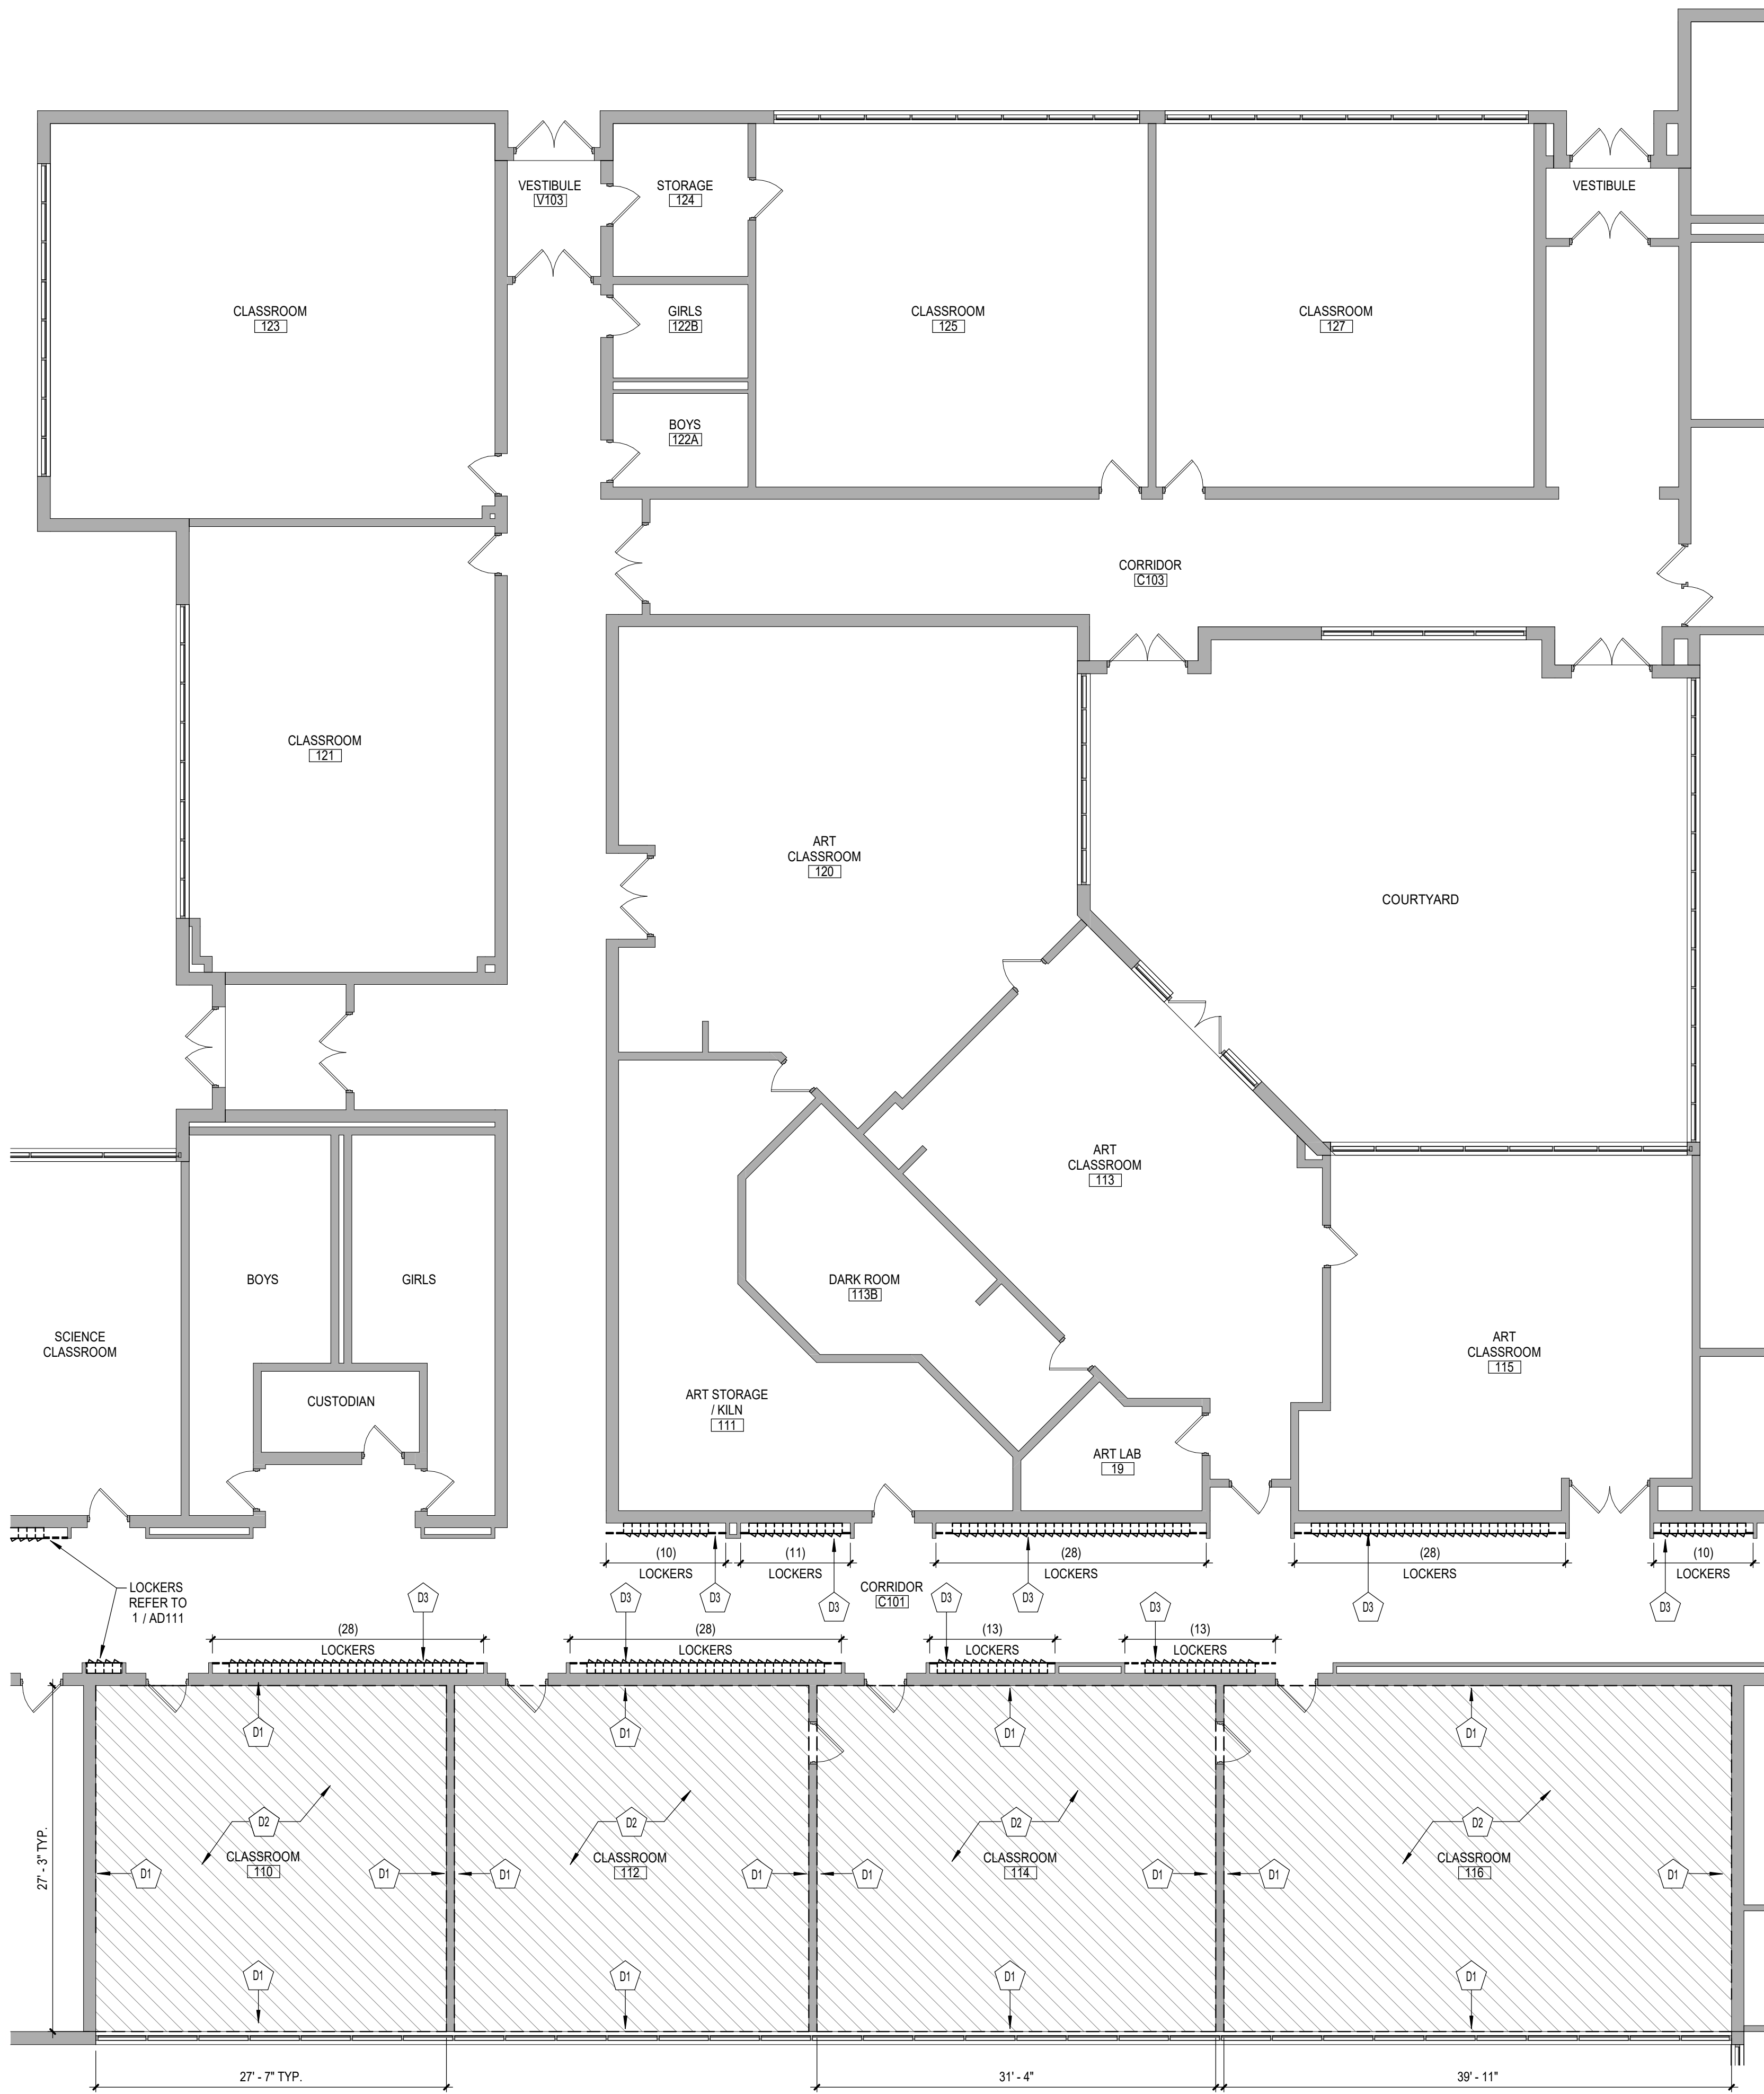 VESTIBULE
V103
STORAGE
124
VESTIBULE
CLASSROOM
123
GIRLS
122B
CLASSROOM
125
CLASSROOM
127
BOYS
122A
CORRIDOR
C103
CLASSROOM
121
ART
CLASSROOM
120
COURTYARD
ART
CLASSROOM
113
BOYS
GIRLS
DARK ROOM
113B
SCIENCE
CLASSROOM
ART
CLASSROOM
115
CUSTODIAN
ART STORAGE
/ KILN
111
ART LAB
19
(10)
LOCKERS
(11)
LOCKERS
(28)
LOCKERS
(28)
LOCKERS
(10)
LOCKERS
LOCKERS
REFER TO
1 / AD111
CORRIDOR
C101
D3
D3
D3
D3
D3
D3
D3
D3
D3
(28)
LOCKERS
(28)
LOCKERS
(13)
LOCKERS
(13)
LOCKERS
D1
D1
D1
D1
D2
D2
D2
D2
CLASSROOM
110
CLASSROOM
112
CLASSROOM
114
CLASSROOM
116
D1
D1
D1
D1
D1
D1
D1
D1
27' - 3" TYP.
D1
D1
D1
D1
27' - 7" TYP.
31' - 4"
39' - 11"